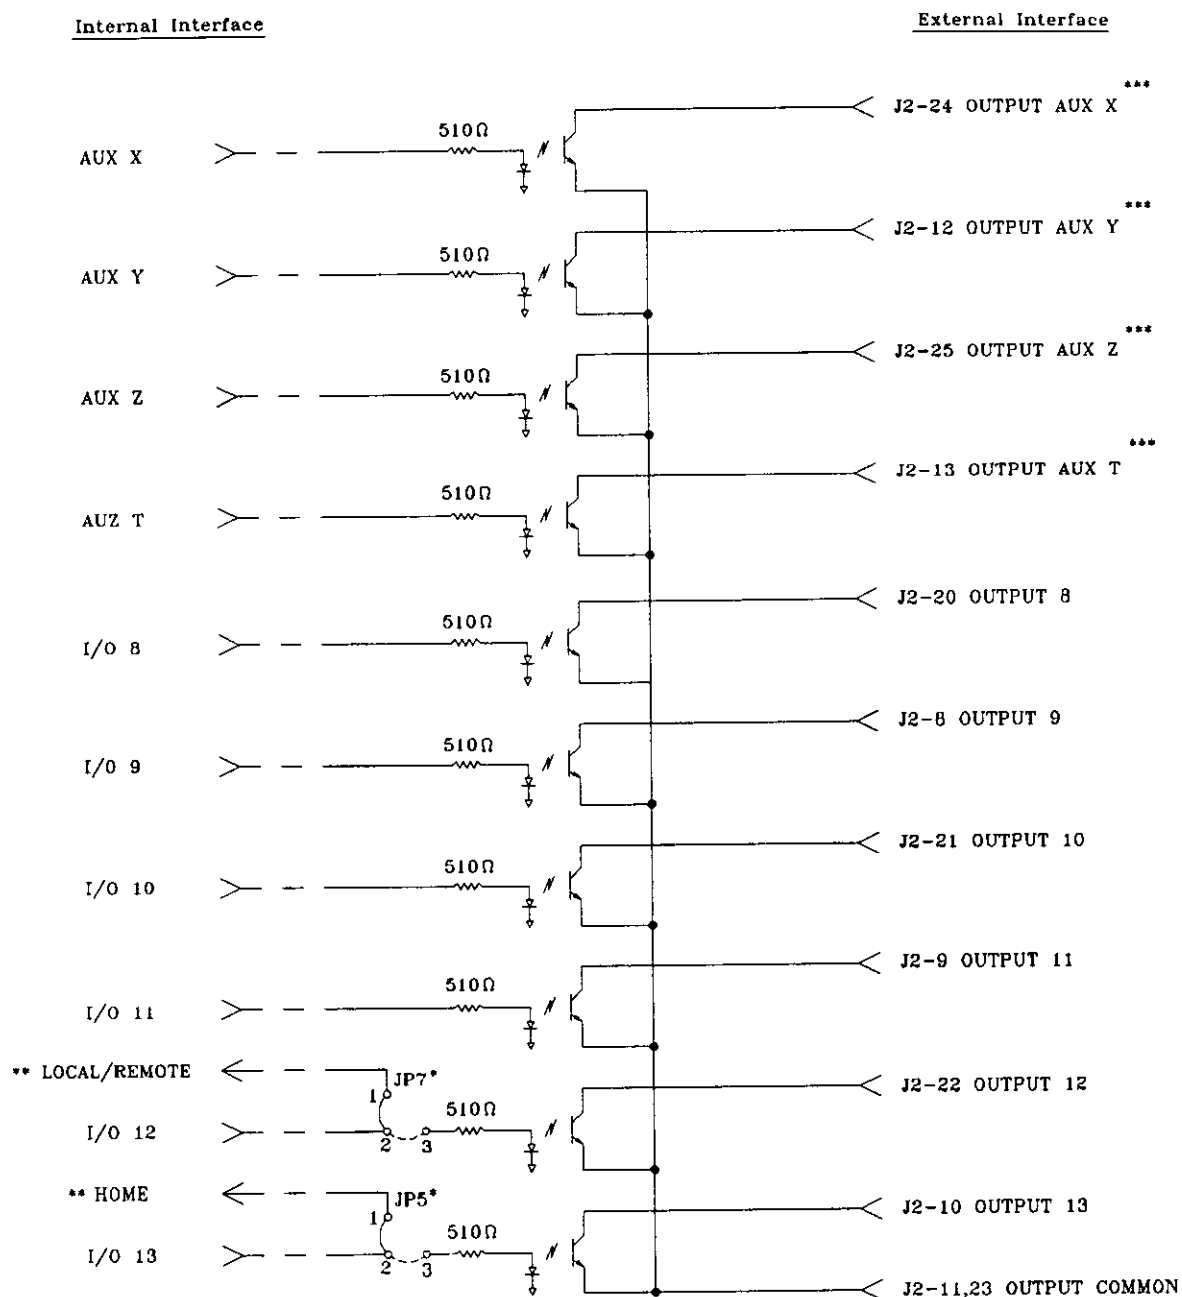 Internal Interface
External Interface
J2-24 OUTPUT AUX X ***
510Ω
AUX X
J2-12 OUTPUT AUX Y ***
510Ω
AUX Y
J2-25 OUTPUT AUX Z ***
510Ω
AUX Z
J2-13 OUTPUT AUX T ***
510Ω
AUZ T
J2-20 OUTPUT 8
510Ω
I/O 8
J2-8 OUTPUT 9
510Ω
I/O 9
J2-21 OUTPUT 10
510Ω
I/O 10
J2-9 OUTPUT 11
510Ω
I/O 11
** LOCAL/REMOTE
JP7*
J2-22 OUTPUT 12
1
510Ω
I/O 12
2 3
** HOME
JP5*
J2-10 OUTPUT 13
1
510Ω
I/O 13
2 3
J2-11,23 OUTPUT COMMON